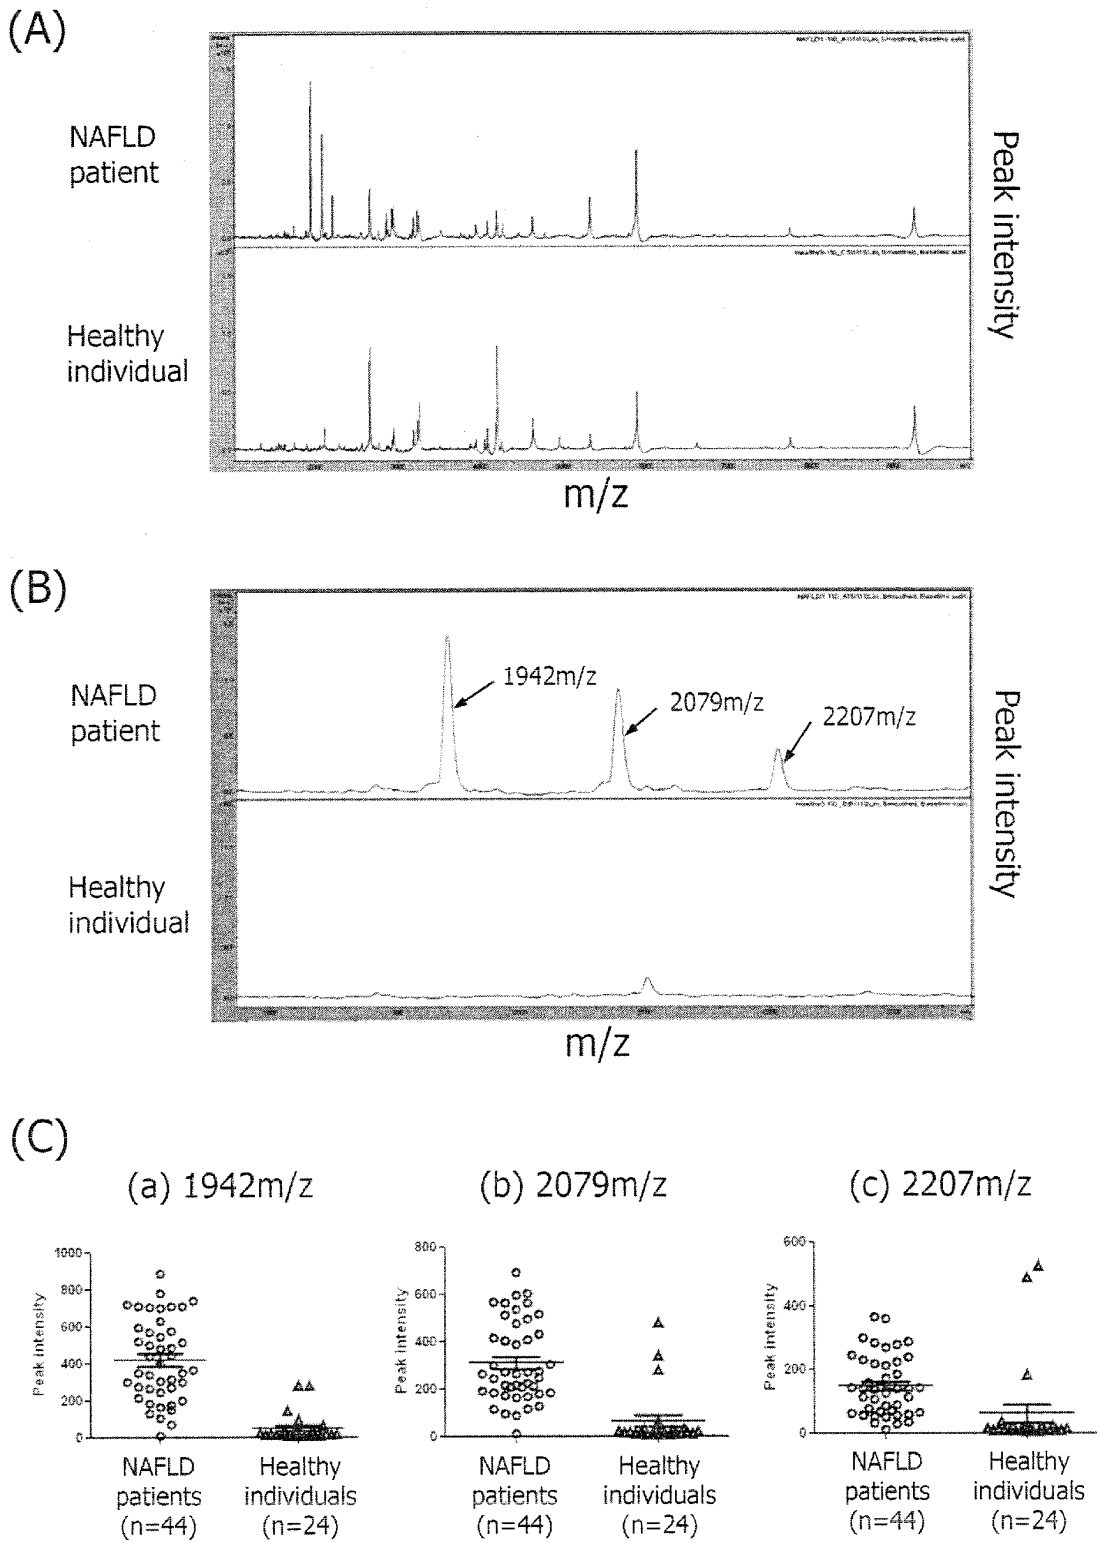 (A)
NAFLD
patient
Healthy
individual
Peak intensity
m/z
(B)
NAFLD
patient
1942m/z
2079m/z
2207m/z
Healthy
individual
Peak intensity
m/z
(C)
(a) 1942m/z
(b) 2079m/z
(c) 2207m/z
Peak intensity
1000
800
600
400
200
0
NAFLD
patients
(n=44)
Healthy
individuals
(n=24)
Peak intensity
800
600
400
200
0
NAFLD
patients
(n=44)
Healthy
individuals
(n=24)
Peak intensity
600
400
200
0
NAFLD
patients
(n=44)
Healthy
individuals
(n=24)